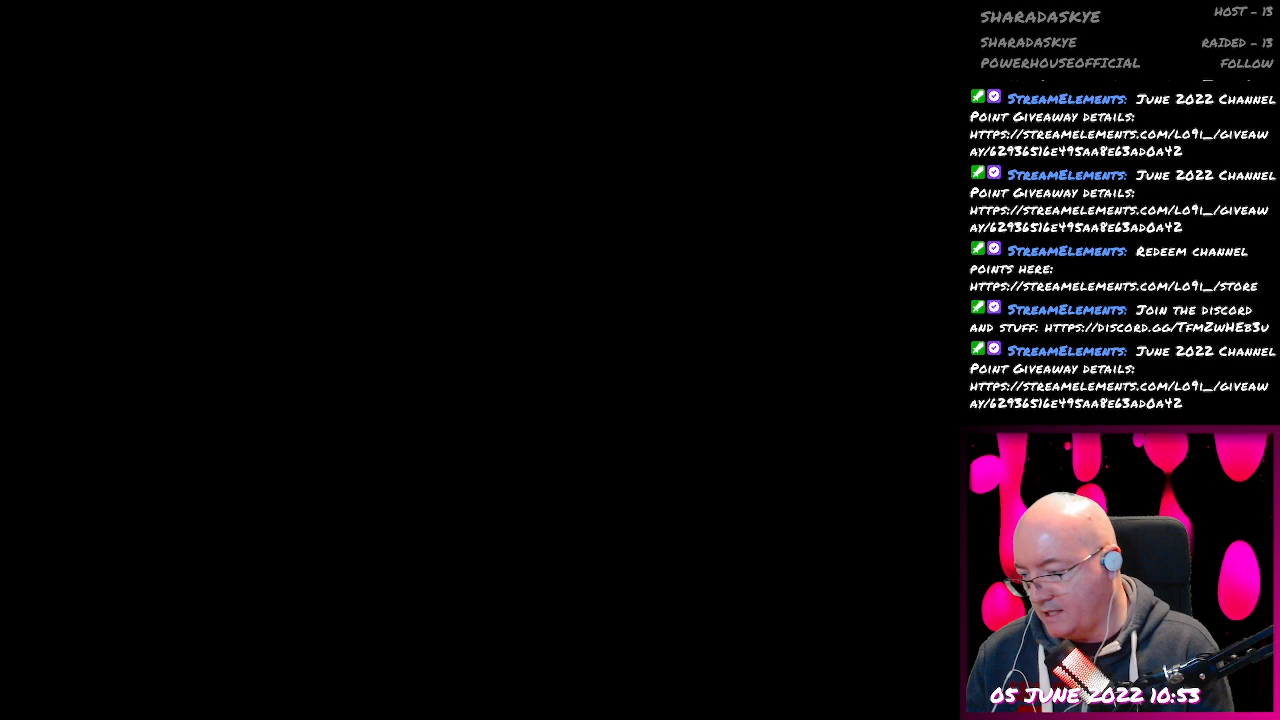 SHARADASKYE HOST - 13
SHARADASKYE RAIDED - 13
POWERHOUSEOFFICIAL FOLLOW
STREAMELEMENTS: JUNE 2022 CHANNEL
POINT GIVEAWAY DETAILS:
HTTPS://STREAMELEMENTS.COM/LO9I_/GIVEAW
AY/62936516E495AA8E63AD0A42
STREAMELEMENTS: JUNE 2022 CHANNEL
POINT GIVEAWAY DETAILS:
HTTPS://STREAMELEMENTS.COM/LO9I_/GIVEAW
AY/62936516E495AA8E63AD0A42
STREAMELEMENTS: REDEEM CHANNEL
POINTS HERE:
HTTPS://STREAMELEMENTS.COM/LO9I_/STORE
STREAMELEMENTS: JOIN THE DISCORD
AND STUFF: HTTPS://DISCORD.GG/TFMZWHEB3U
STREAMELEMENTS: JUNE 2022 CHANNEL
POINT GIVEAWAY DETAILS:
HTTPS://STREAMELEMENTS.COM/LO9I_/GIVEAW
AY/62936516E495AA8E63AD0A42
05 JUNE 2022 10:53